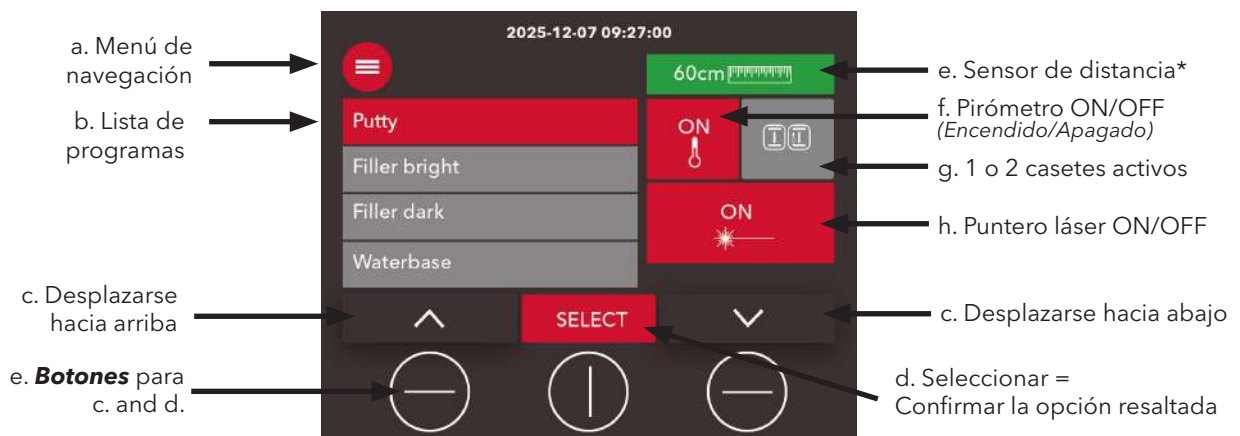 2025-12-07 09:27:00
a. Menú de
navegación
60cm
e. Sensor de distancia*
b. Lista de
programas
Putty
Filler bright
Filler dark
Waterbase
ON
f. Pirómetro ON/OFF
(Encendido/Apagado)
g. 1 o 2 casetes activos
ON
h. Puntero láser ON/OFF
c. Desplazarse
hacia arriba
SELECT
c. Desplazarse hacia abajo
e. Botones para
c. and d.
d. Seleccionar =
Confirmar la opción resaltada